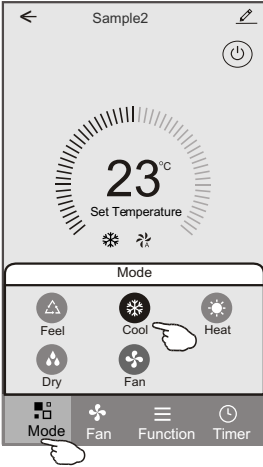 Sample2
23°C
Set Temperature
A
Mode
Feel
Cool
Heat
Dry
Fan
Mode
Fan
Function
Timer